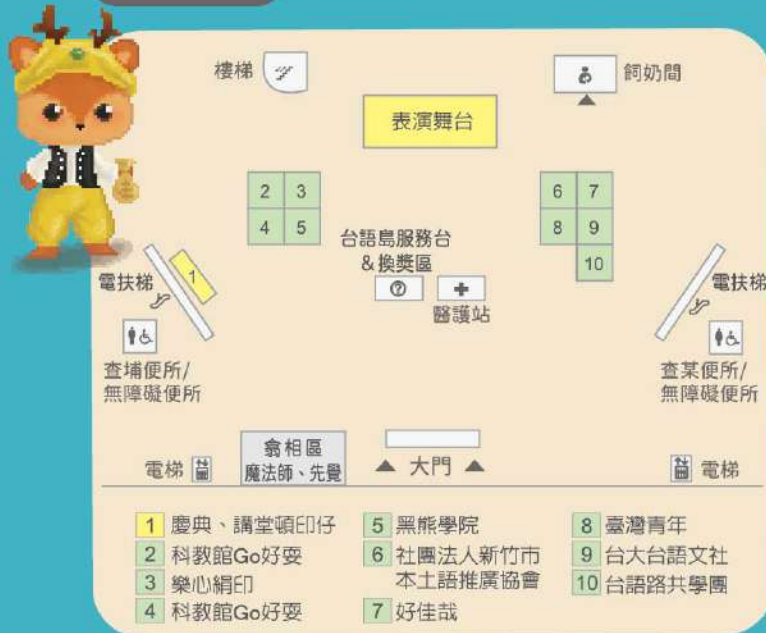 樓梯
飼奶間
表演舞台
2 3
4 5
6 7
8 9
10
台語島服務台
&換獎區
醫護站
1
電扶梯
電扶梯
查埔便所/
無障礙便所
查某便所/
無障礙便所
電梯
翕相區
魔法師、先覺
大門
電梯
1 慶典、講堂頓印仔
2 科教館Go好耍
3 樂心絹印
4 科教館Go好耍
5 黑熊學院
6 社團法人新竹市
本土語推廣協會
7 好佳哉
8 臺灣青年
9 台大台語文社
10 台語路共學團